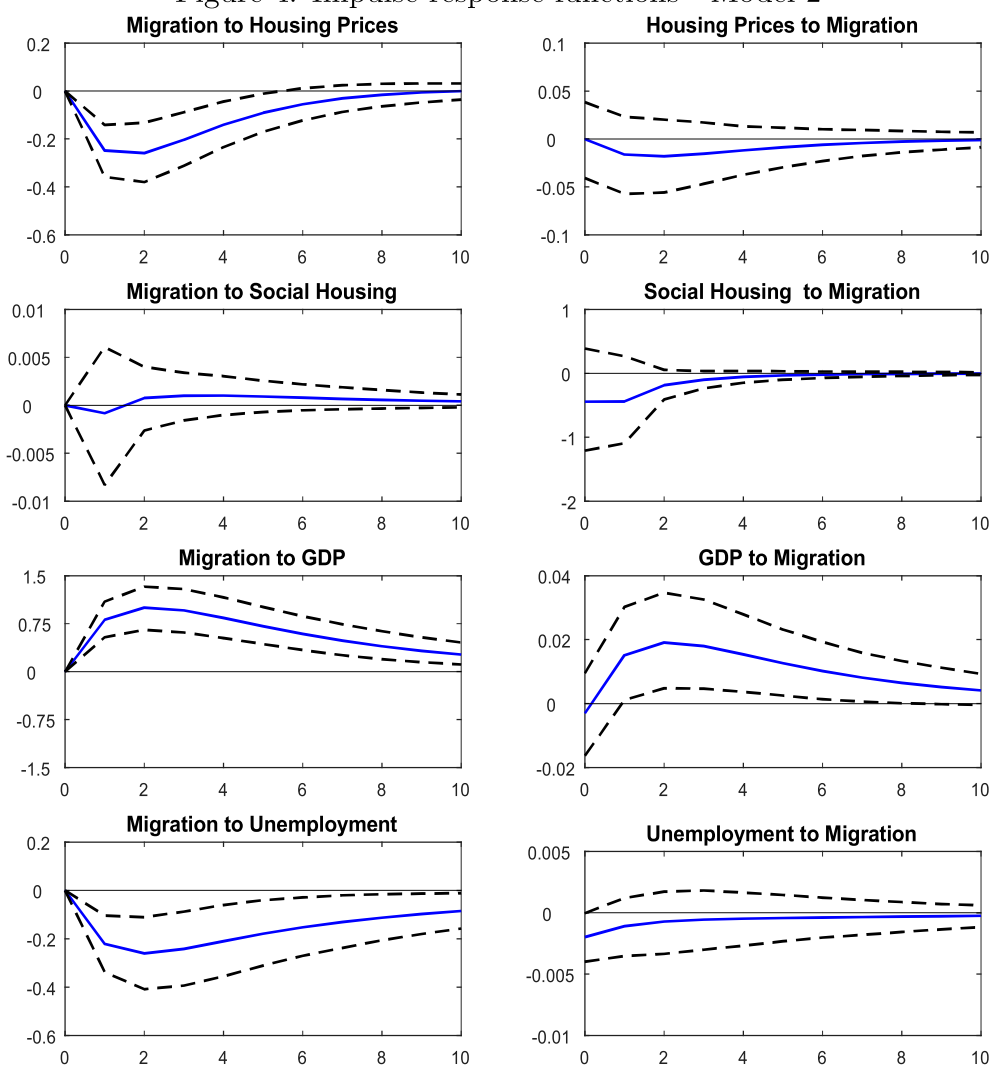 Figure 4: Impulse response functions - Model 2
Migration to Housing Prices
0.2
0
-0.2
-0.4
-0.6
0 2 4 6 8 10
Housing Prices to Migration
0.1
0.05
0
-0.05
-0.1
0 2 4 6 8 10
Migration to Social Housing
0.01
0.005
0
-0.005
-0.01
0 2 4 6 8 10
Social Housing to Migration
1
0
-1
-2
0 2 4 6 8 10
Migration to GDP
1.5
0.75
0
-0.75
-1.5
0 2 4 6 8 10
GDP to Migration
0.04
0.02
0
-0.02
0 2 4 6 8 10
Migration to Unemployment
0.2
0
-0.2
-0.4
-0.6
0 2 4 6 8 10
Unemployment to Migration
0.005
0
-0.005
-0.01
0 2 4 6 8 10